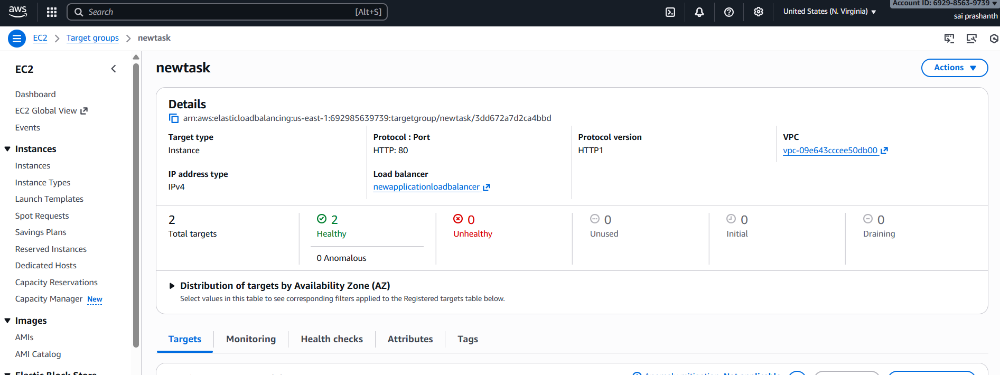 aws
Search [Alt+S]
United States (N. Virginia)
Account ID: 6929-8563-9739
sai prashanth
EC2 Target groups newtask
EC2
Dashboard
EC2 Global View
Events
Instances
Instances
Instance Types
Launch Templates
Spot Requests
Savings Plans
Reserved Instances
Dedicated Hosts
Capacity Reservations
Capacity Manager New
Images
AMIs
AMI Catalog
Elastic Block Store
newtask
Actions
Details
arn:aws:elasticloadbalancing:us-east-1:692985639739:targetgroup/newtask/3dd672a7d2ca4bbd
Target type
Instance
Protocol : Port
HTTP: 80
Protocol version
HTTP1
VPC
vpc-09e643cccee50db00
IP address type
IPv4
Load balancer
newapplicationloadbalancer
2
Total targets
2
Healthy
0 Anomalous
0
Unhealthy
0
Unused
0
Initial
0
Draining
Distribution of targets by Availability Zone (AZ)
Select values in this table to see corresponding filters applied to the Registered targets table below.
Targets Monitoring Health checks Attributes Tags
Anomaly mitigation: Not applicable